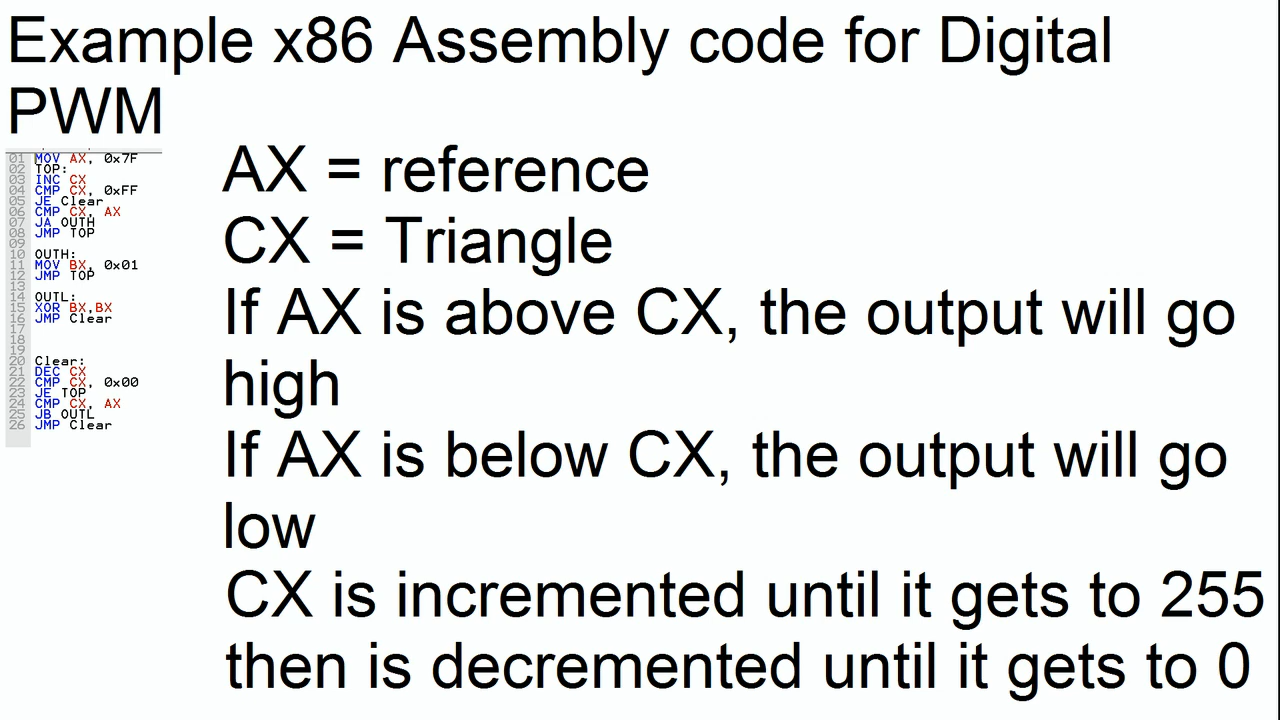 Example x86 Assembly code for Digital
PWM
01 MOV AX, 0x7F
02 TOP:
03 INC CX
04 CMP CX, 0xFF
05 JE Clear
06 CMP CX, AX
07 JA OUTH
08 JMP TOP
09
10 OUTH:
11 MOV BX, 0x01
12 JMP TOP
13
14 OUTL:
15 XOR BX,BX
16 JMP Clear
17
18
19
20 Clear:
21 DEC CX
22 CMP CX, 0x00
23 JE TOP
24 CMP CX, AX
25 JB OUTL
26 JMP Clear
AX = reference
CX = Triangle
If AX is above CX, the output will go
high
If AX is below CX, the output will go
low
CX is incremented until it gets to 255
then is decremented until it gets to 0